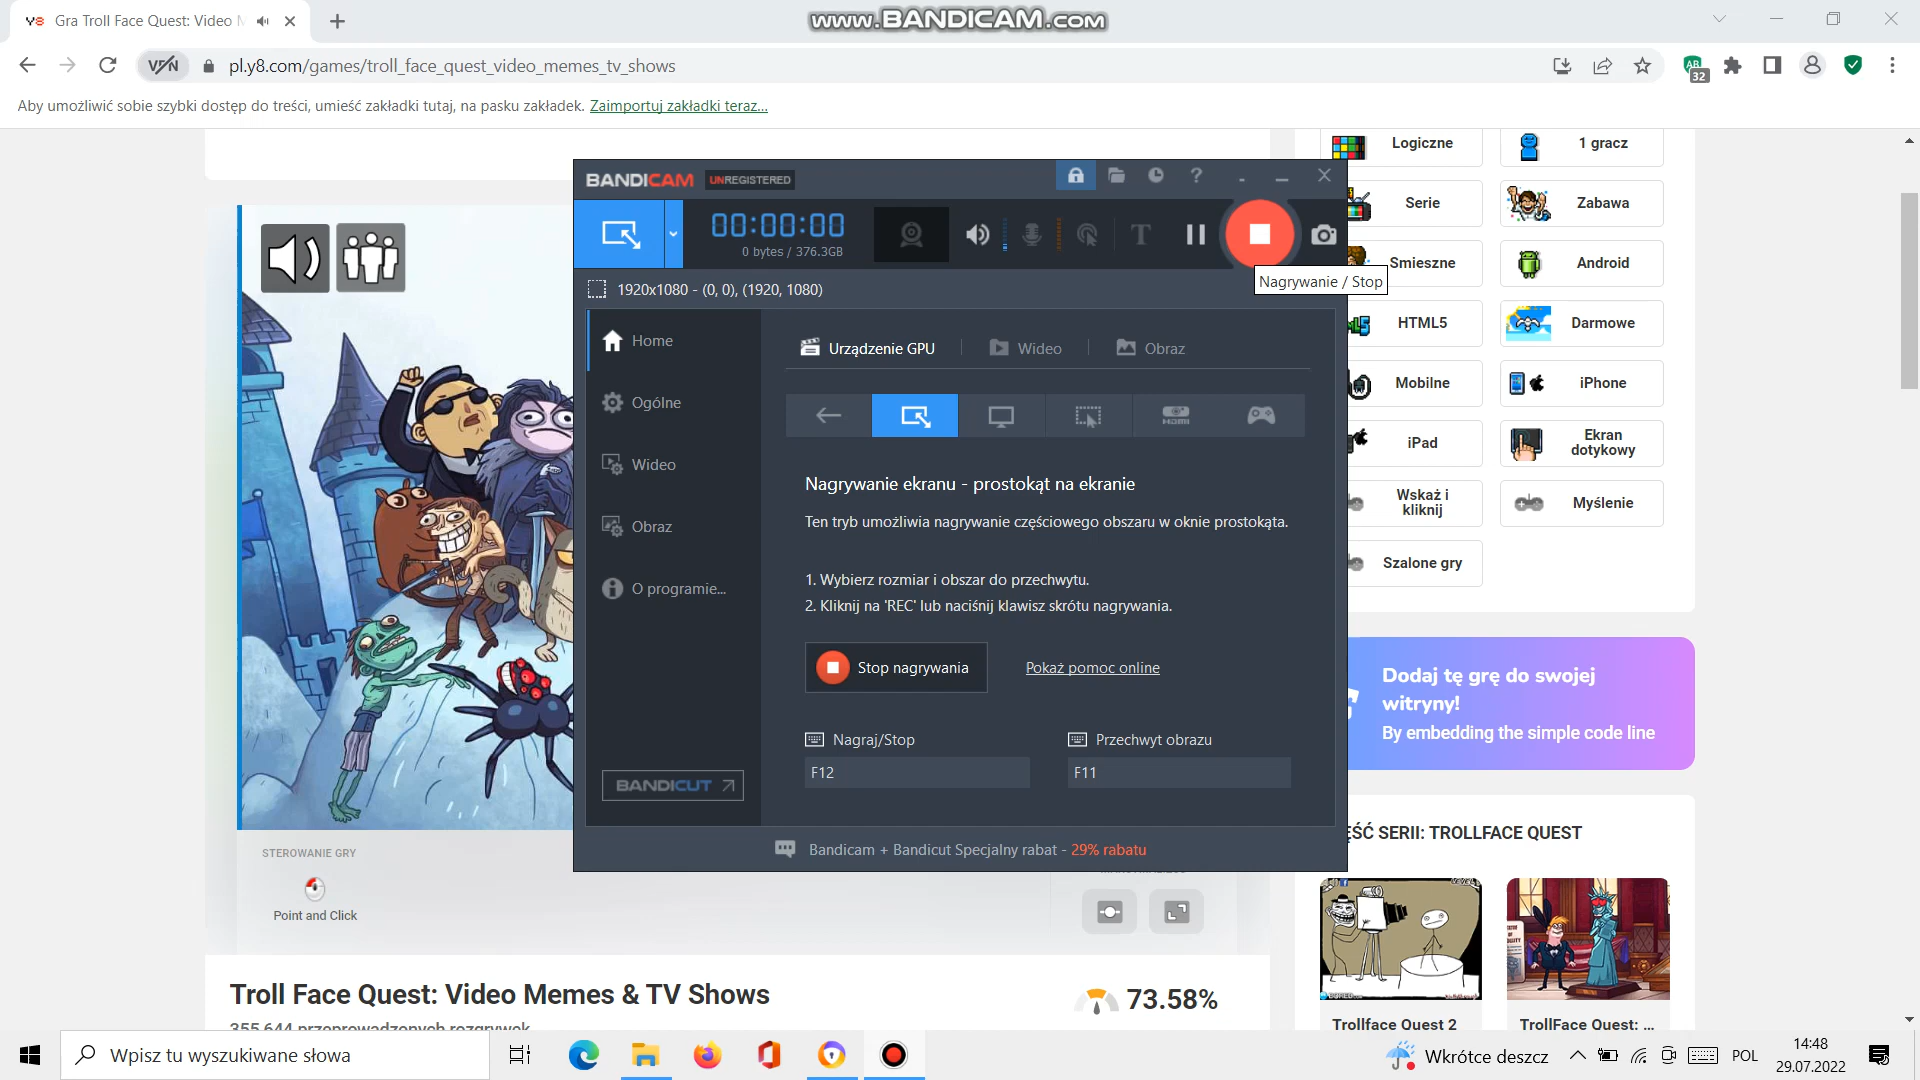 Gra Troll Face Quest: Video M
www.BANDICAM.com
VPN
pl.y8.com/games/troll_face_quest_video_memes_tv_shows
32
Aby umożliwić sobie szybki dostęp do treści, umieść zakładki tutaj, na pasku zakładek. Zaimportuj zakładki teraz...
Logiczne
1 gracz
Serie
Zabawa
Smieszne
Android
HTML5
Darmowe
Mobilne
iPhone
iPad
Ekran
dotykowy
Wskaż i
kliknij
Myślenie
Szalone gry
BANDICAM UNREGISTERED
00:00:00
0 bytes / 376.3GB
Nagrywanie / Stop
1920x1080 - (0, 0), (1920, 1080)
Home
Ogólne
Wideo
Obraz
O programie...
BANDICUT
Urządzenie GPU
Wideo
Obraz
HDMI
Nagrywanie ekranu - prostokąt na ekranie
Ten tryb umożliwia nagrywanie częściowego obszaru w oknie prostokąta.
1. Wybierz rozmiar i obszar do przechwytu.
2. Kliknij na 'REC' lub naciśnij klawisz skrótu nagrywania.
Stop nagrywania
Pokaż pomoc online
Nagraj/Stop
Przechwyt obrazu
F12
F11
Bandicam + Bandicut Specjalny rabat - 29% rabatu
Dodaj tę grę do swojej
witryny!
By embedding the simple code line
ĘŚĆ SERII: TROLLFACE QUEST
STEROWANIE GRY
Point and Click
Troll Face Quest: Video Memes & TV Shows
73.58%
355,644 przeprowadzonych rozgrywek
Trollface Quest 2
TrollFace Quest: ...
Wpisz tu wyszukiwane słowa
Wkrótce deszcz
POL
14:48
29.07.2022